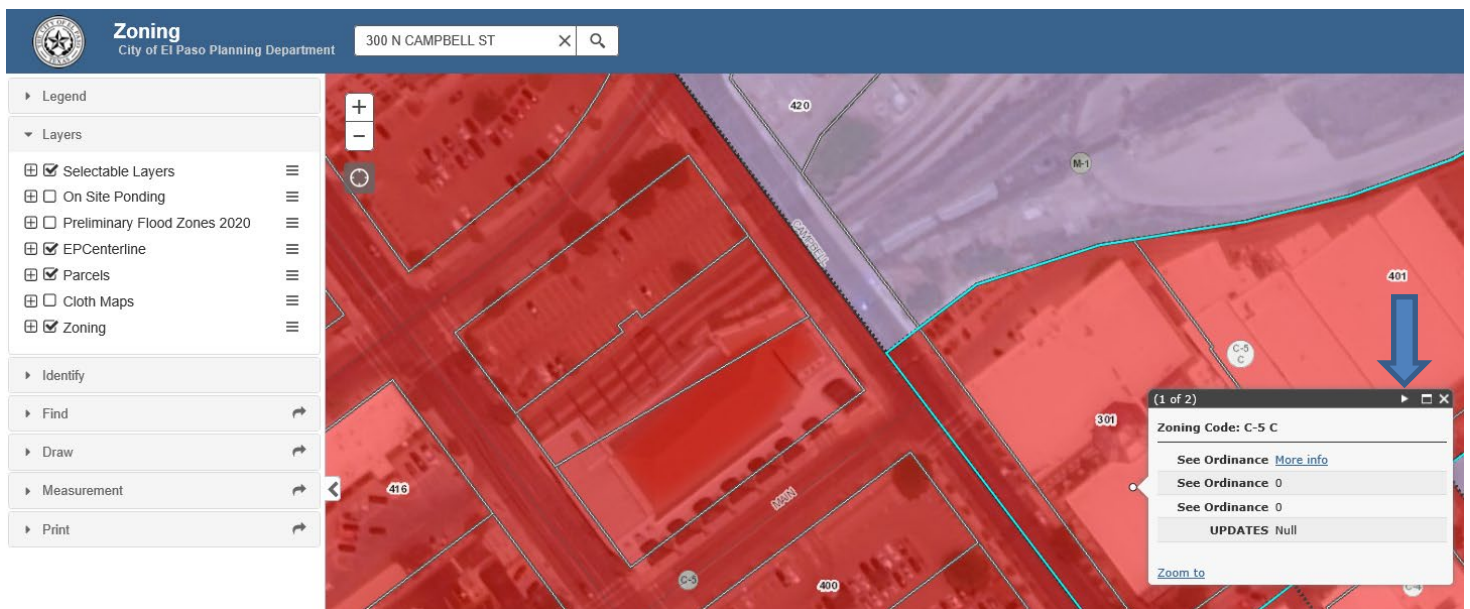 Zoning
City of El Paso Planning Department
300 N CAMPBELL ST
Legend
Layers
Selectable Layers
On Site Ponding
Preliminary Flood Zones 2020
EPCenterline
Parcels
Cloth Maps
Zoning
Identify
Find
Draw
Measurement
Print
+
−
420
M-1
CAMPBELL
401
C-5
C
301
416
MAIN
C-5
400
(1 of 2)
Zoning Code: C-5 C
See Ordinance More info
See Ordinance 0
See Ordinance 0
UPDATES Null
Zoom to